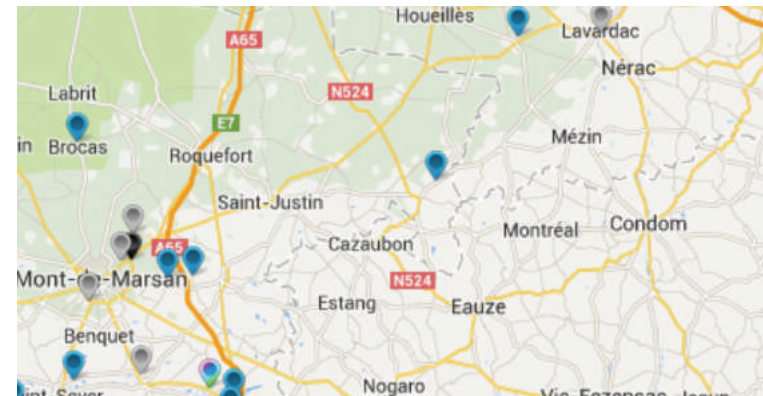 Houeillès
Lavardac
A65
Nérac
N524
Labrit
E7
Mézin
Brocas
Roquefort
Saint-Justin
Montréal
Condom
Cazaubon
A65
Mont-de-Marsan
N524
Estang
Eauze
Benquet
Nogaro